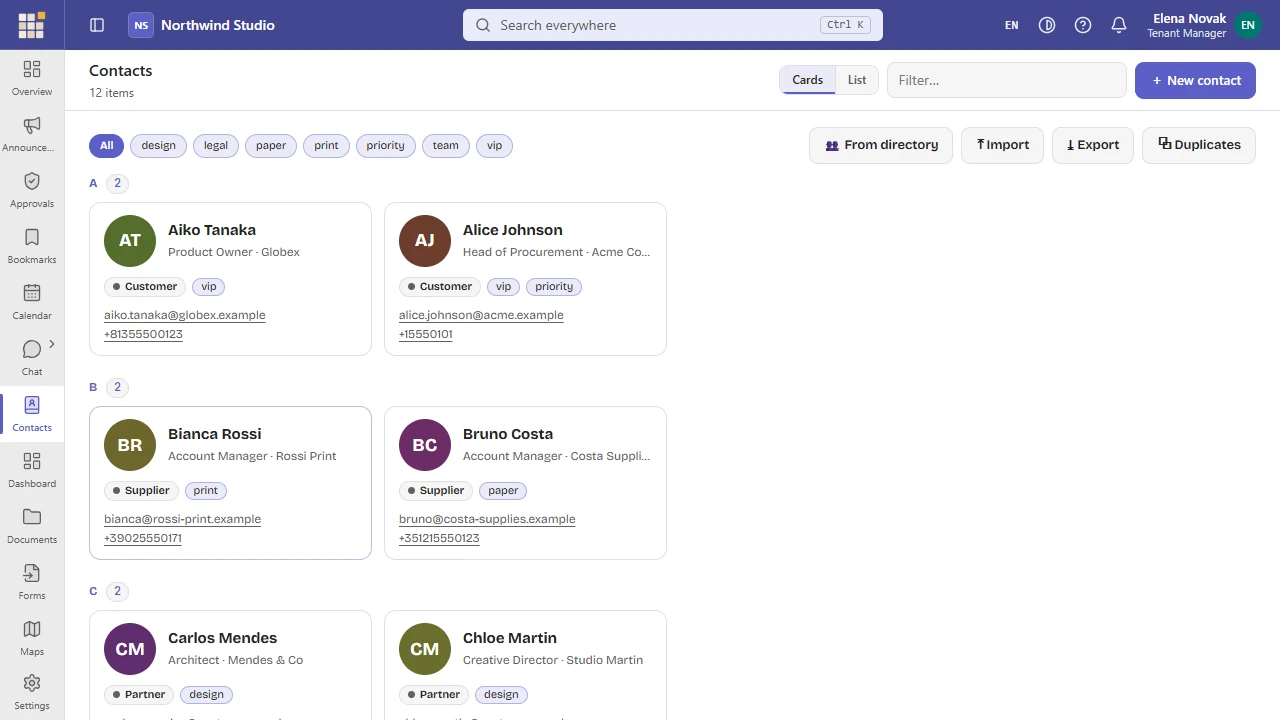 NS Northwind Studio
Search everywhere Ctrl K
EN
Elena Novak
Tenant Manager
EN
Overview
Announce...
Approvals
Bookmarks
Calendar
Chat
Contacts
Dashboard
Documents
Forms
Maps
Settings
Contacts
12 items
Cards List
Filter...
+ New contact
All design legal paper print priority team vip
From directory Import Export Duplicates
A 2
AT
Aiko Tanaka
Product Owner · Globex
Customer vip
aiko.tanaka@globex.example
+81355500123
AJ
Alice Johnson
Head of Procurement · Acme Co...
Customer vip priority
alice.johnson@acme.example
+15550101
B 2
BR
Bianca Rossi
Account Manager · Rossi Print
Supplier print
bianca@rossi-print.example
+39025550171
BC
Bruno Costa
Account Manager · Costa Suppli...
Supplier paper
bruno@costa-supplies.example
+351215550123
C 2
CM
Carlos Mendes
Architect · Mendes & Co
Partner design
CM
Chloe Martin
Creative Director · Studio Martin
Partner design